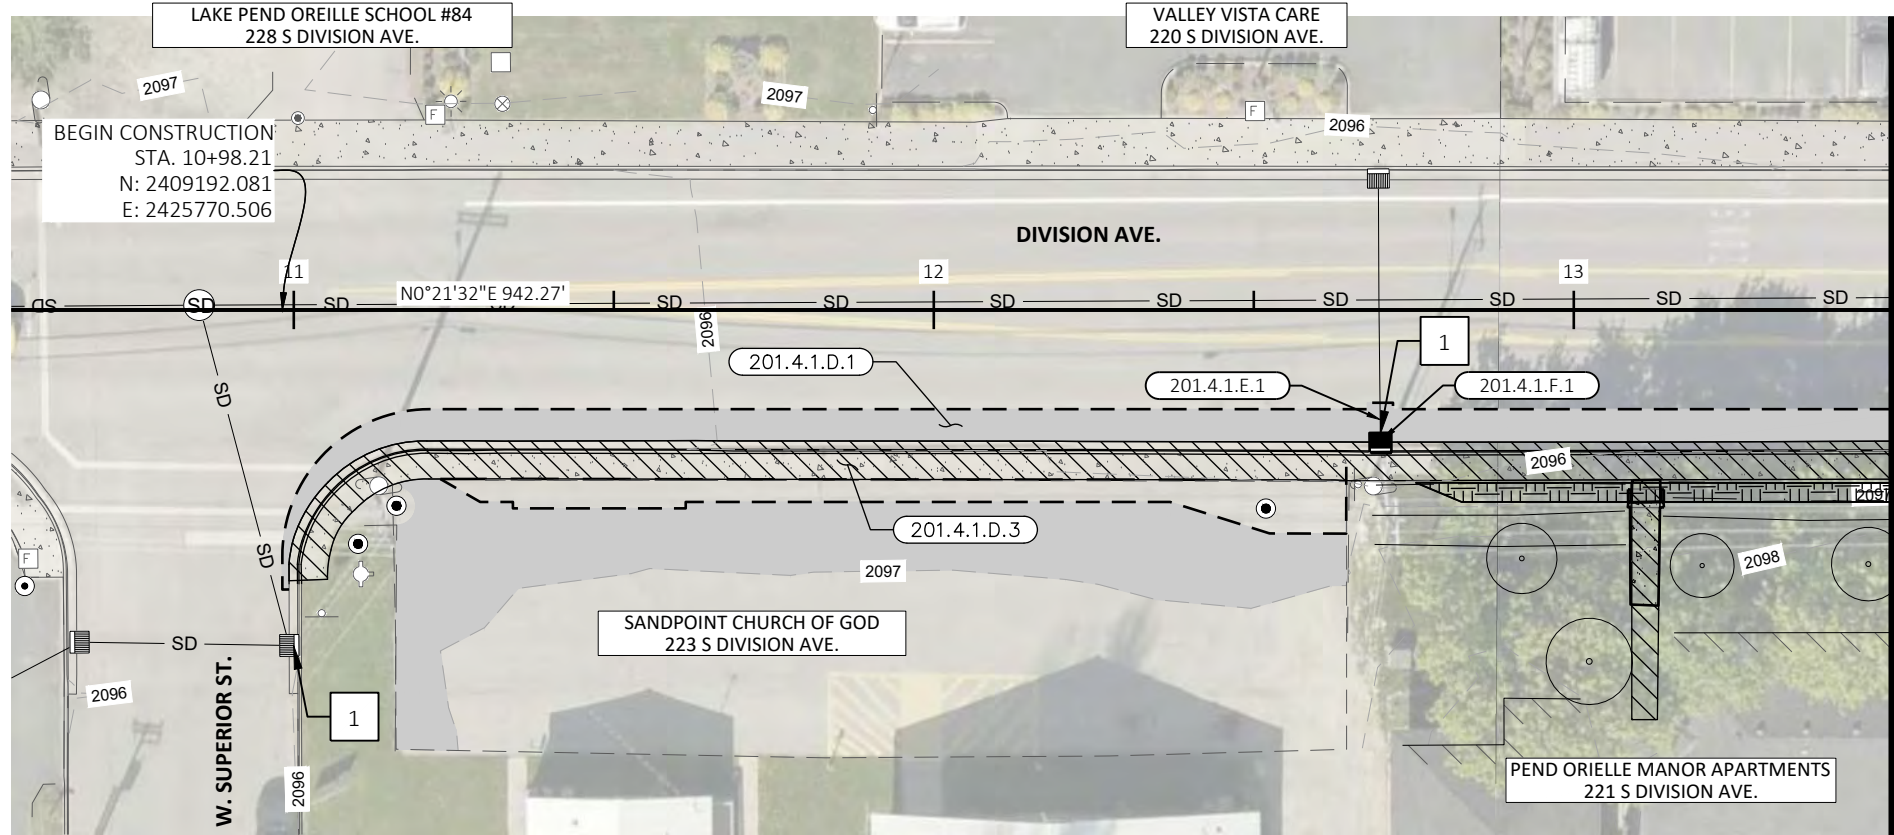 LAKE PEND OREILLE SCHOOL #84
228 S DIVISION AVE.
VALLEY VISTA CARE
220 S DIVISION AVE.
2097
2097
F
F
2096
BEGIN CONSTRUCTION
STA. 10+98.21
N: 2409192.081
E: 2425770.506
DIVISION AVE.
11
12
13
SD
SD
SD
N0°21'32"E 942.27'
SD
SD
SD
SD
SD
SD
SD
SD
2096
1
201.4.1.D.1
201.4.1.E.1
201.4.1.F.1
SD
2096
2097
201.4.1.D.3
SD
F
2097
2098
SANDPOINT CHURCH OF GOD
223 S DIVISION AVE.
SD
W. SUPERIOR ST.
2096
1
2096
PEND ORIELLE MANOR APARTMENTS
221 S DIVISION AVE.